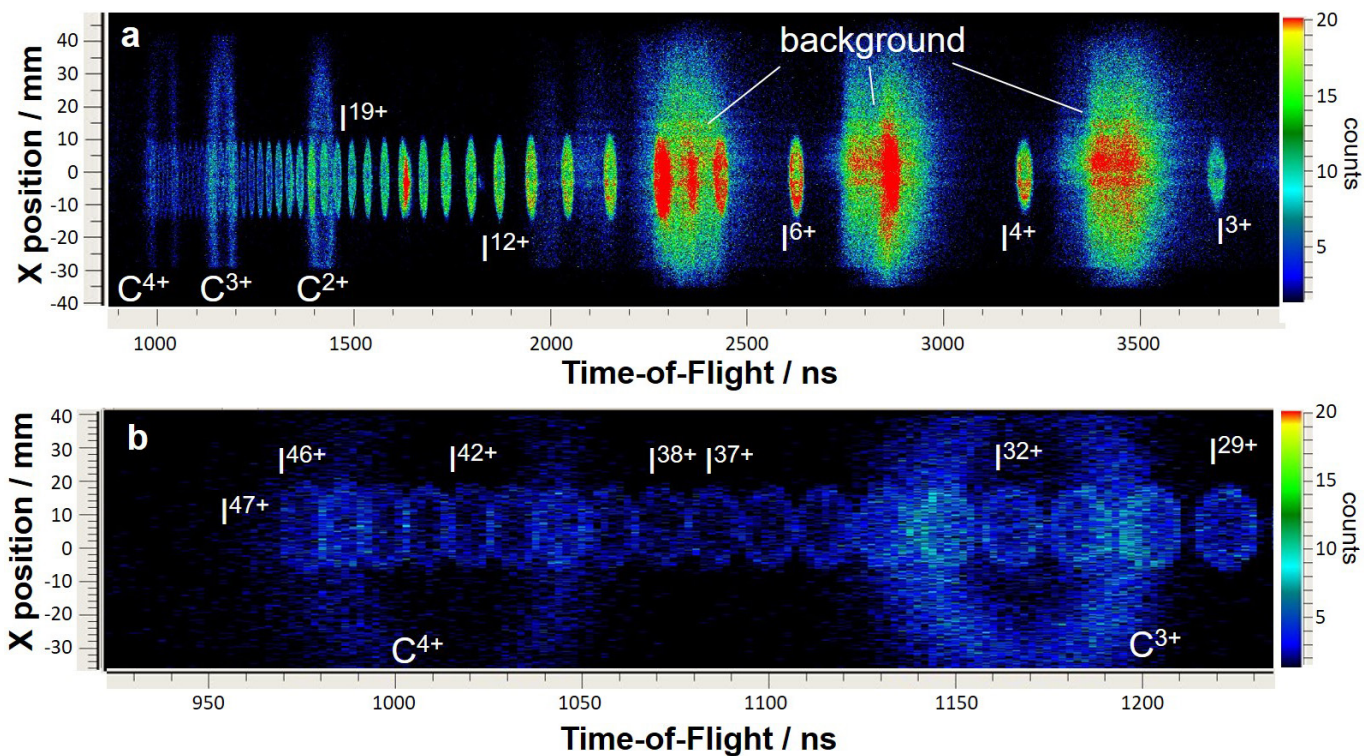 a
background
counts
X position / mm
40
30
20
10
0
-10
-20
-30
-40
I19+
I12+
I6+
I4+
I3+
C4+ C3+ C2+
20
15
10
5
1000 1500 2000 2500 3000 3500
Time-of-Flight / ns
b
X position / mm
40
30
20
10
0
-10
-20
-30
I46+ I42+ I38+ I37+ I32+ I29+
I47+
C4+ C3+
20
15
10
5
counts
950 1000 1050 1100 1150 1200
Time-of-Flight / ns